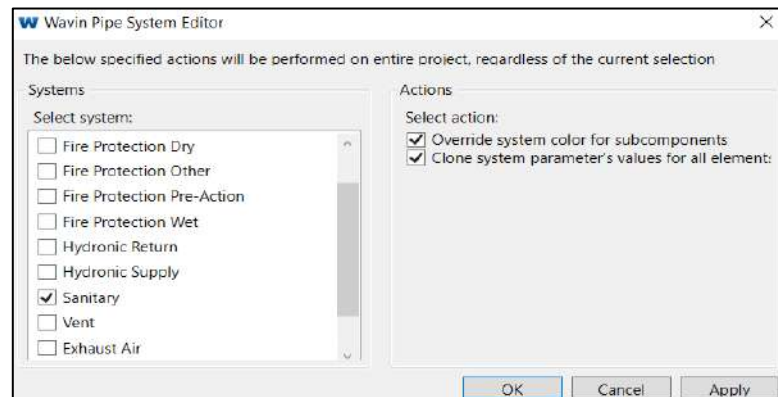 Wavin Pipe System Editor
The below specified actions will be performed on entire project, regardless of the current selection
Systems
Select system:
Fire Protection Dry
Fire Protection Other
Fire Protection Pre-Action
Fire Protection Wet
Hydronic Return
Hydronic Supply
Sanitary
Vent
Exhaust Air
Actions
Select action:
Override system color for subcomponents
Clone system parameter's values for all elements
OK Cancel Apply